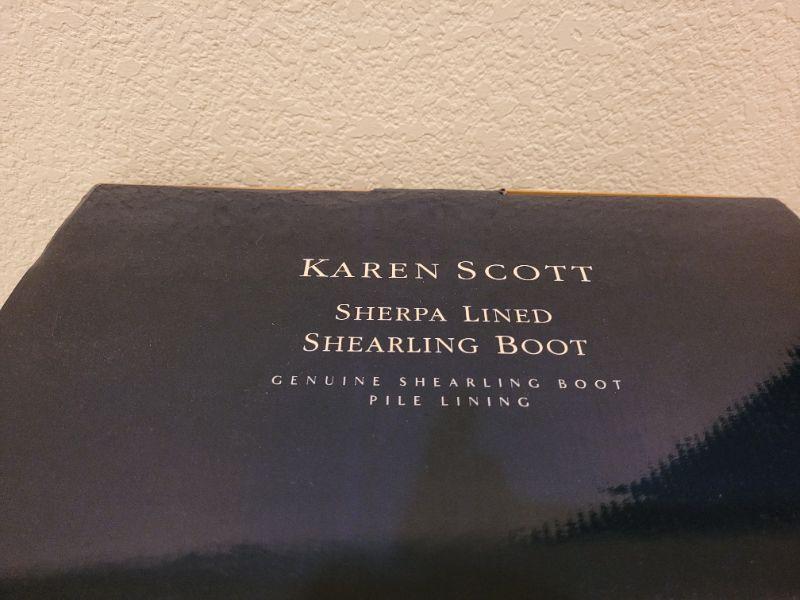 KAREN SCOTT
SHERPA LINED
SHEARLING BOOT
GENUINE SHEARLING BOOT
PILE LINING